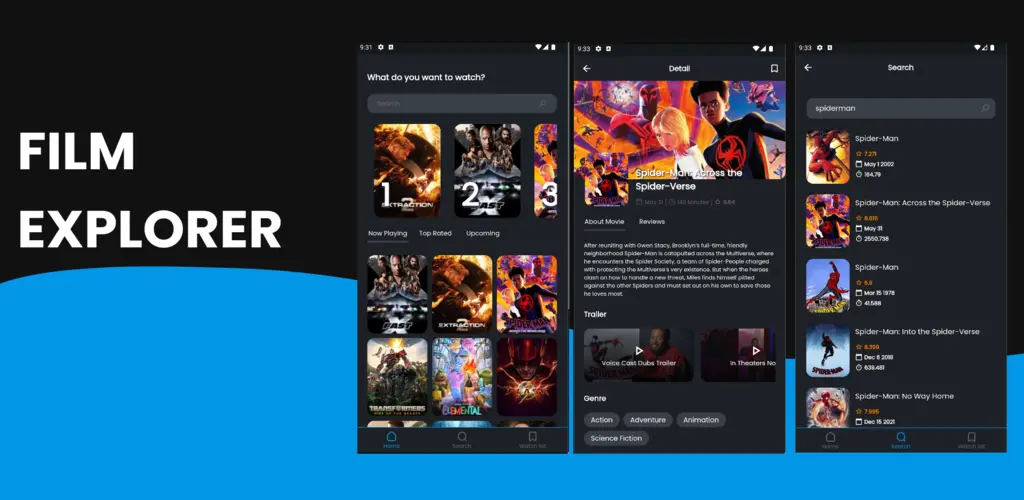 FILM
EXPLORER
9:31
What do you want to watch?
Search
1
EXTRACTION
2
FAST
3
Now Playing
Top Rated
Upcoming
FAST
EXTRACTION
2
SPIDER-MAN
TRANSFORMERS
RISE OF THE BEASTS
ELEMENTAL
Home
Search
Watch list
9:33
Detail
Spider-Man: Across the
Spider-Verse
May 31
140 Minutes
8.64
About Movie
Reviews
After reuniting with Gwen Stacy, Brooklyn's full-time, friendly
neighborhood Spider-Man is catapulted across the Multiverse, where
he encounters the Spider Society, a team of Spider-People charged
with protecting the Multiverse's very existence. But when the heroes
clash on how to handle a new threat, Miles finds himself pitted
against the other Spiders and must set out on his own to save those
he loves most.
Trailer
Voice Cast Dubs Trailer
In Theaters No
Genre
Action
Adventure
Animation
Science Fiction
9:33
Search
spiderman
Spider-Man
7.271
May 1 2002
164.79
Spider-Man: Across the Spider-Verse
8.615
May 31
2550.738
Spider-Man
5.8
Mar 15 1978
41.586
Spider-Man: Into the Spider-Verse
8.399
Dec 6 2018
639.481
Spider-Man: No Way Home
7.995
Dec 15 2021
Home
Search
Watch list